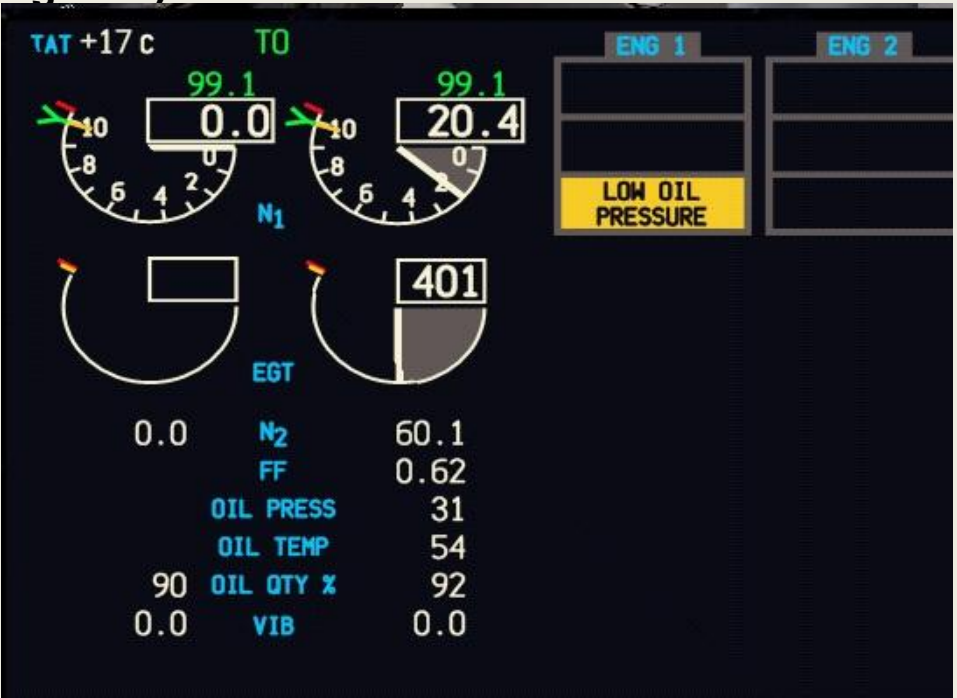 TAT +17 C TO
ENG 1 ENG 2
99.1 99.1
0.0 20.4
10 8 6 4 2 0
10 8 6 4 2 0
LOW OIL
PRESSURE
N1
401
EGT
0.0 N2 60.1
FF 0.62
OIL PRESS 31
OIL TEMP 54
90 OIL QTY % 92
0.0 VIB 0.0